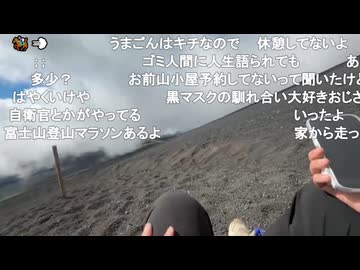 うまごんはキチなので 休憩してないよ
：： ゴミ人間に人生語られても あ
多少？ お前山小屋予約してないって聞いたけど
はやくいけや 黒マスクの馴れ合い大好きおじさ
自衛官とかがやってる いったよ
富士山登山マラソンあるよ 家から走っ